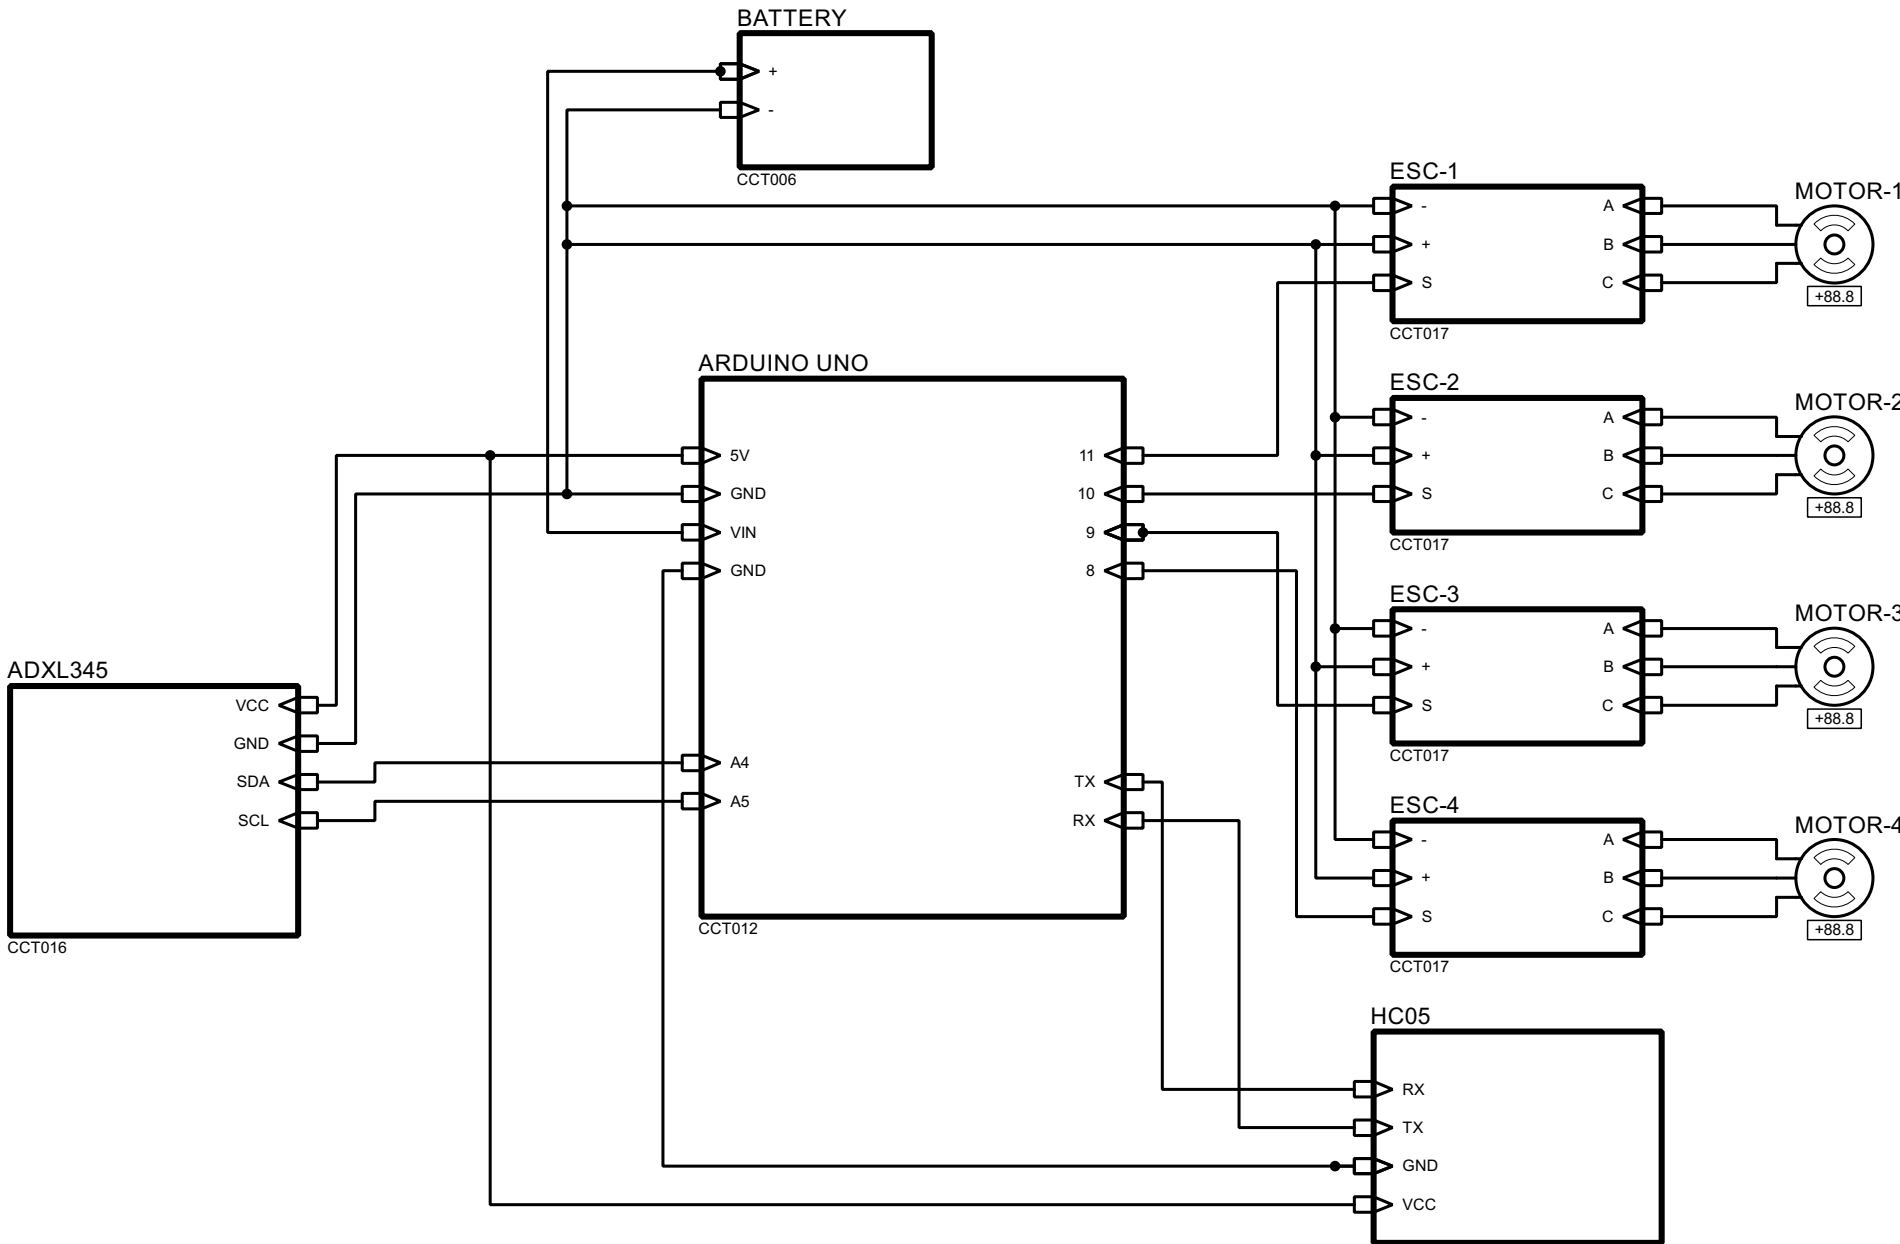 BATTERY
+
-
CCT006
ESC-1
-
+
S
A
B
C
CCT017
MOTOR-1
+88.8
ARDUINO UNO
5V
GND
VIN
GND
A4
A5
11
10
9
8
TX
RX
CCT012
ESC-2
-
+
S
A
B
C
CCT017
MOTOR-2
+88.8
ESC-3
-
+
S
A
B
C
CCT017
MOTOR-3
+88.8
ADXL345
VCC
GND
SDA
SCL
CCT016
ESC-4
-
+
S
A
B
C
CCT017
MOTOR-4
+88.8
HC05
RX
TX
GND
VCC